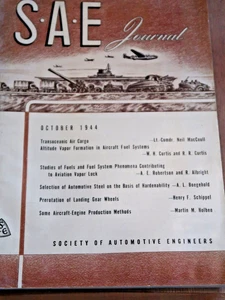 S·A·E Journal
OCTOBER 1944
Transoceanic Air Cargo —Lt-Comdr. Neil MacCoull
Altitude Vapor Formation in Aircraft Fuel Systems
—W. H. Curtis and R. R. Curtis
Studies of Fuels and Fuel System Phenomena Contributing
to Aviation Vapor Lock —A. E. Robertson and R. Albright
Selection of Automotive Steel on the Basis of Hardenability —A. L. Boegehold
Prerotation of Landing Gear Wheels —Henry F. Schippel
Some Aircraft-Engine Production Methods —Martin M. Holben
SOCIETY OF AUTOMOTIVE ENGINEERS